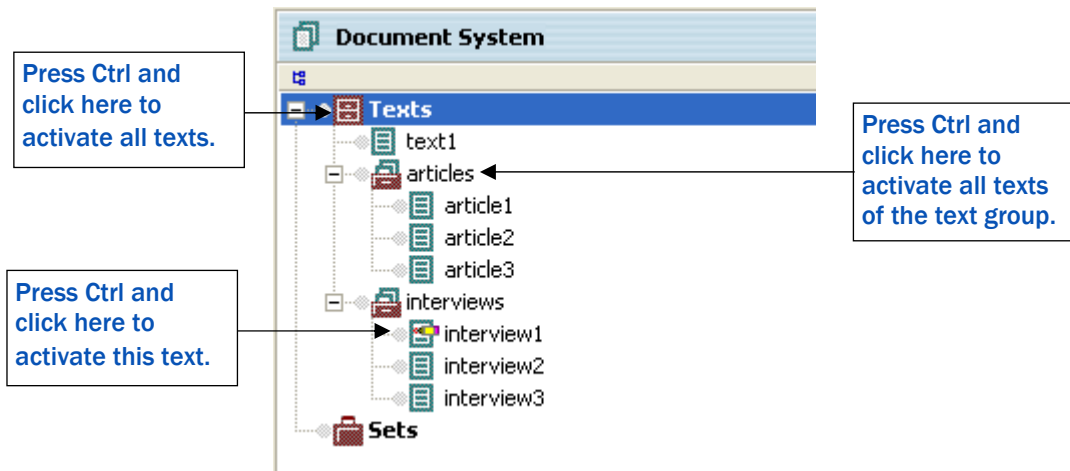 Document System
Press Ctrl and
click here to
activate all texts.
Texts
text1
articles
article1
article2
article3
Press Ctrl and
click here to
activate all texts
of the text group.
interviews
Press Ctrl and
click here to
activate this text.
interview1
interview2
interview3
Sets